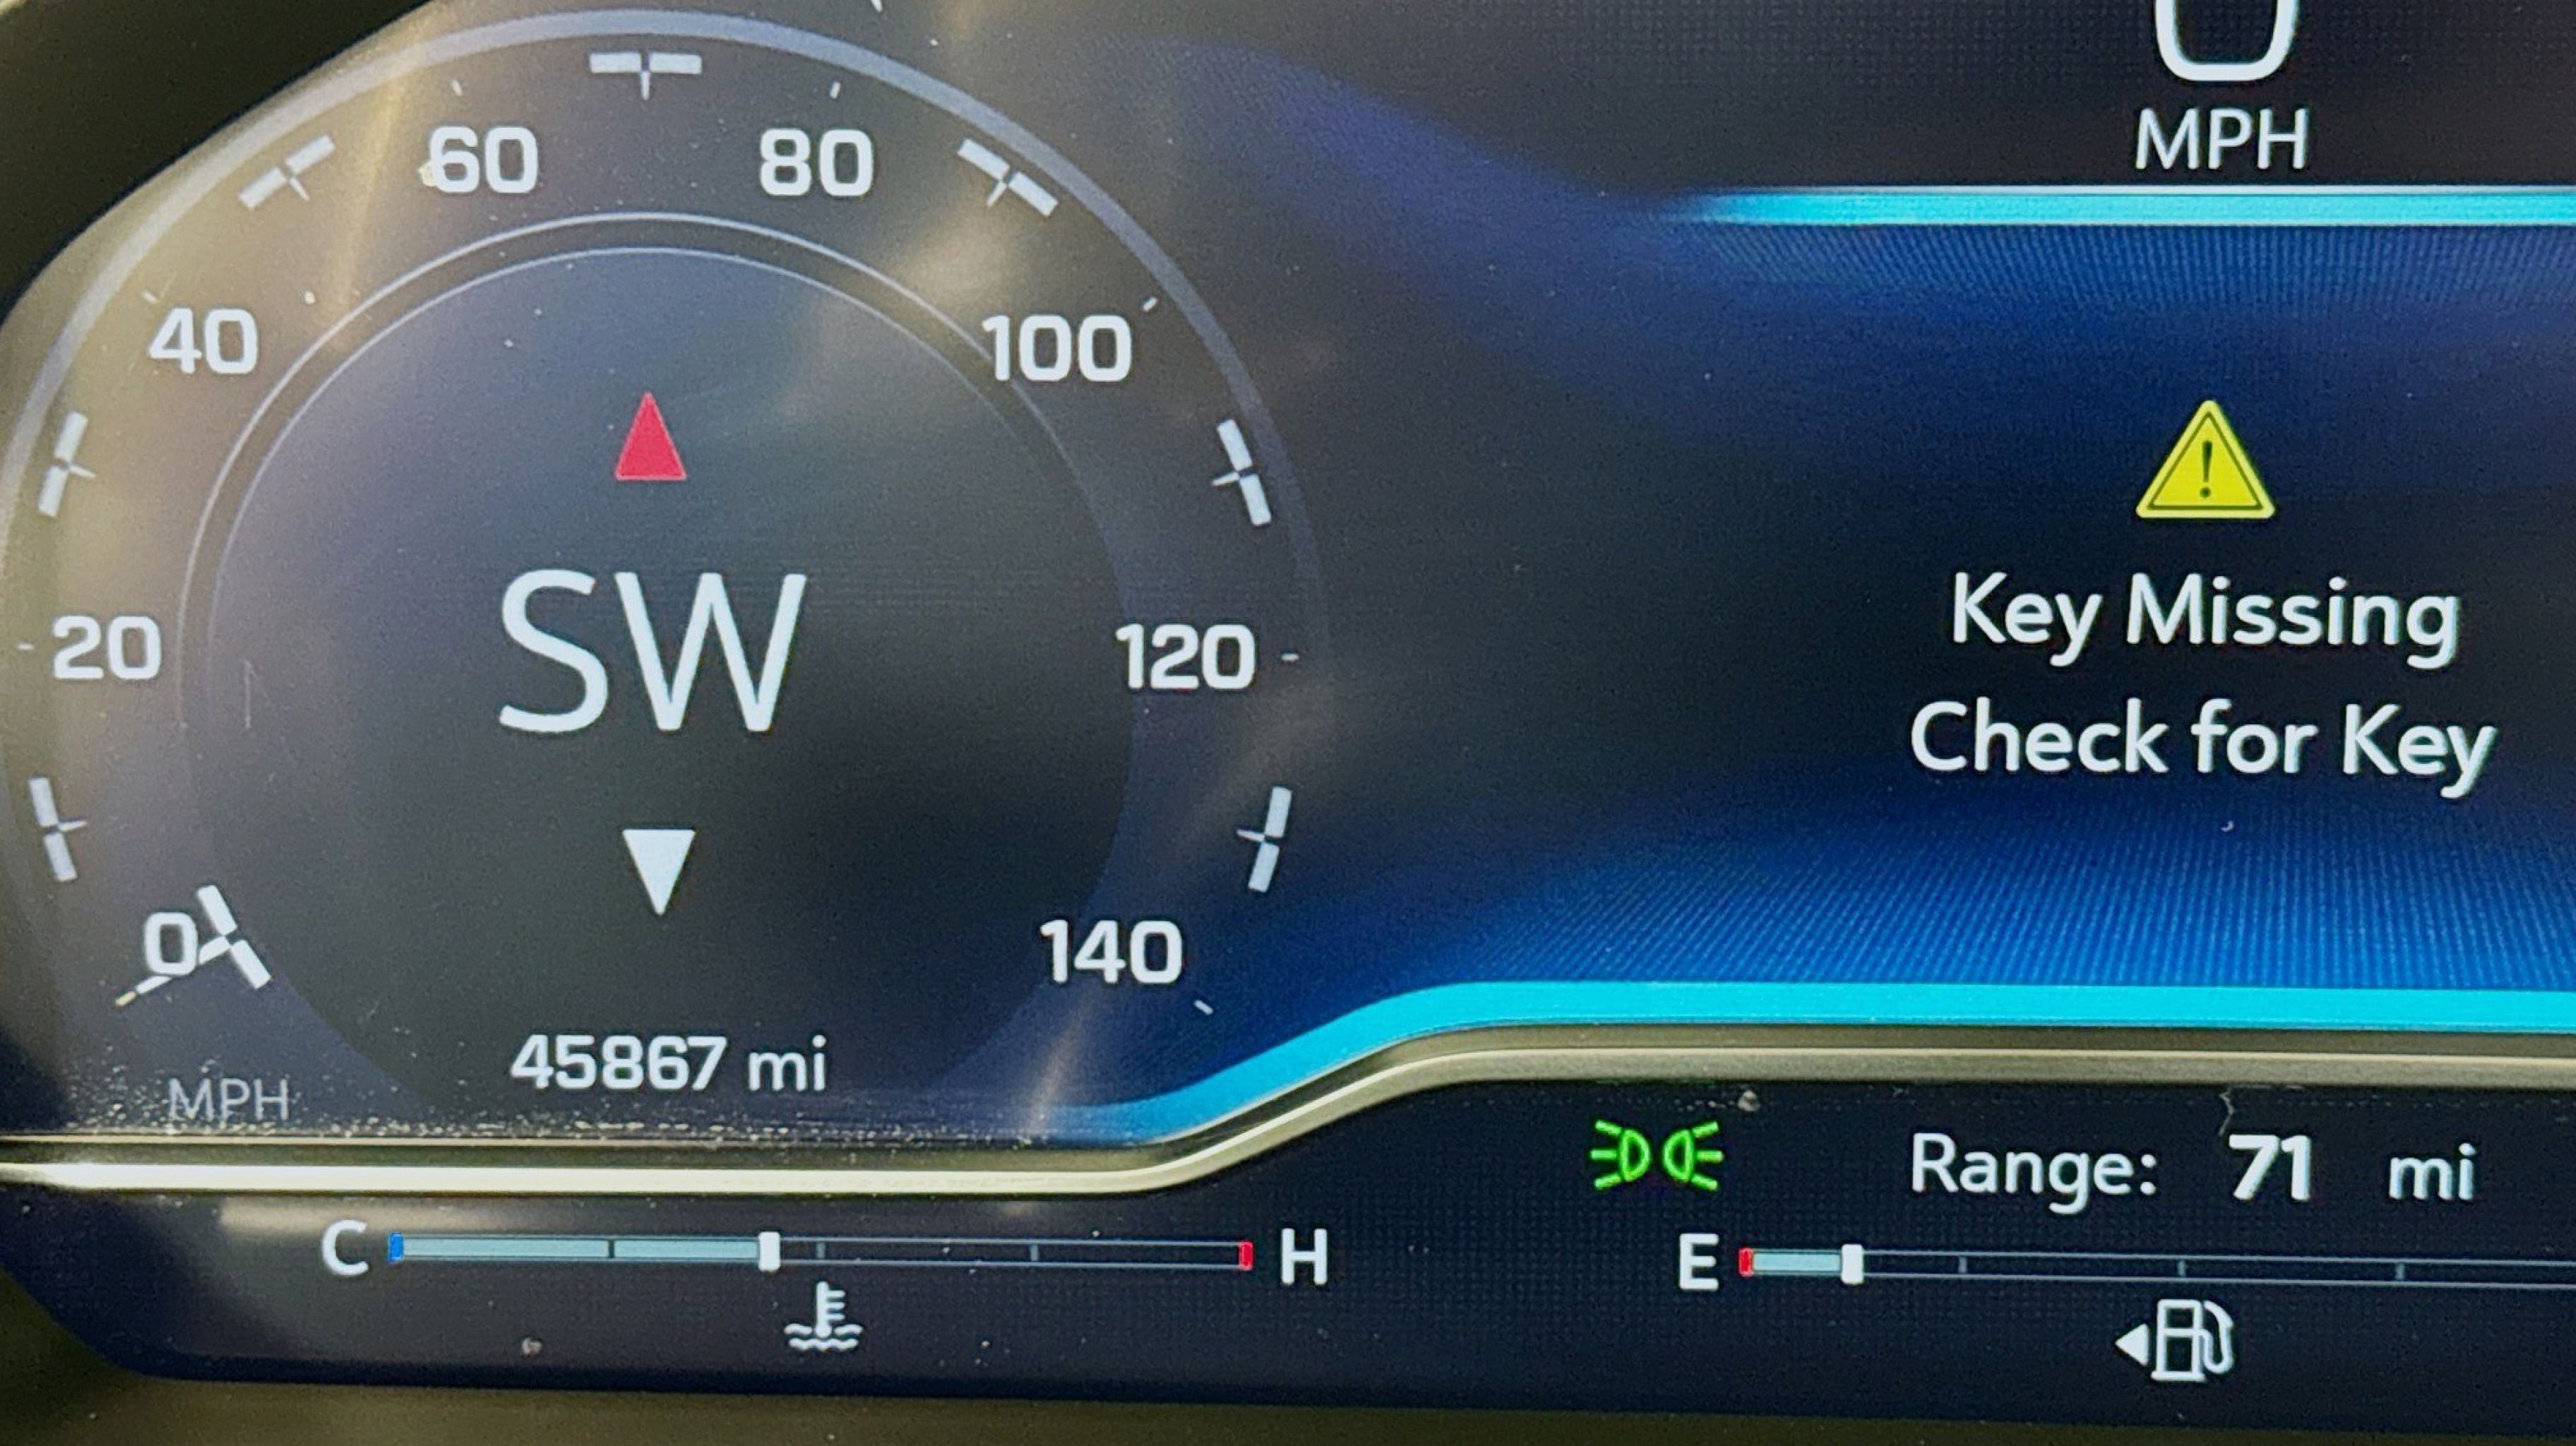 0
MPH
60
80
40
100
20
SW
120
0
140
45867 mi
MPH
Key Missing
Check for Key
Range: 71 mi
C
H
E